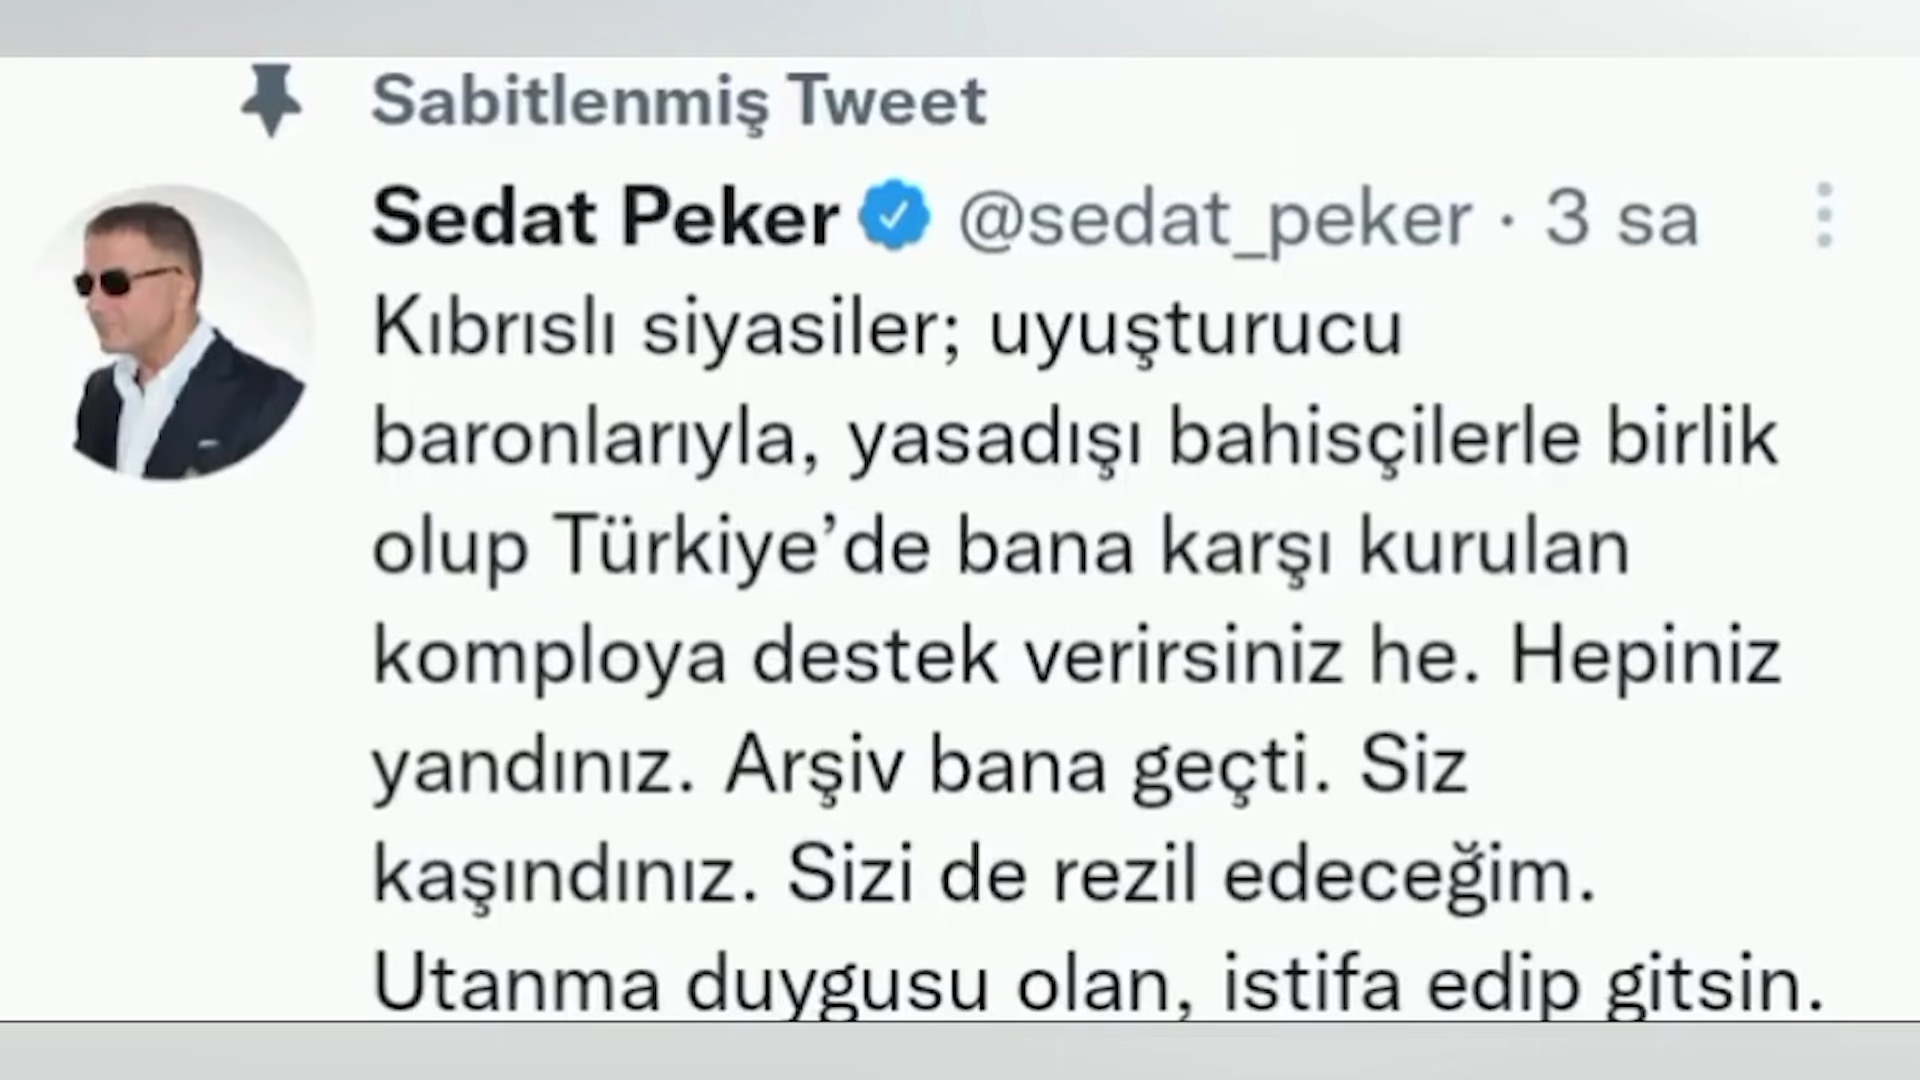 Sabitlenmiş Tweet
Sedat Peker @sedat_peker · 3 sa
Kıbrıslı siyasiler; uyuşturucu
baronlarıyla, yasadışı bahisçilerle birlik
olup Türkiye’de bana karşı kurulan
komploya destek verirsiniz he. Hepiniz
yandınız. Arşiv bana geçti. Siz
kaşındınız. Sizi de rezil edeceğim.
Utanma duygusu olan, istifa edip gitsin.